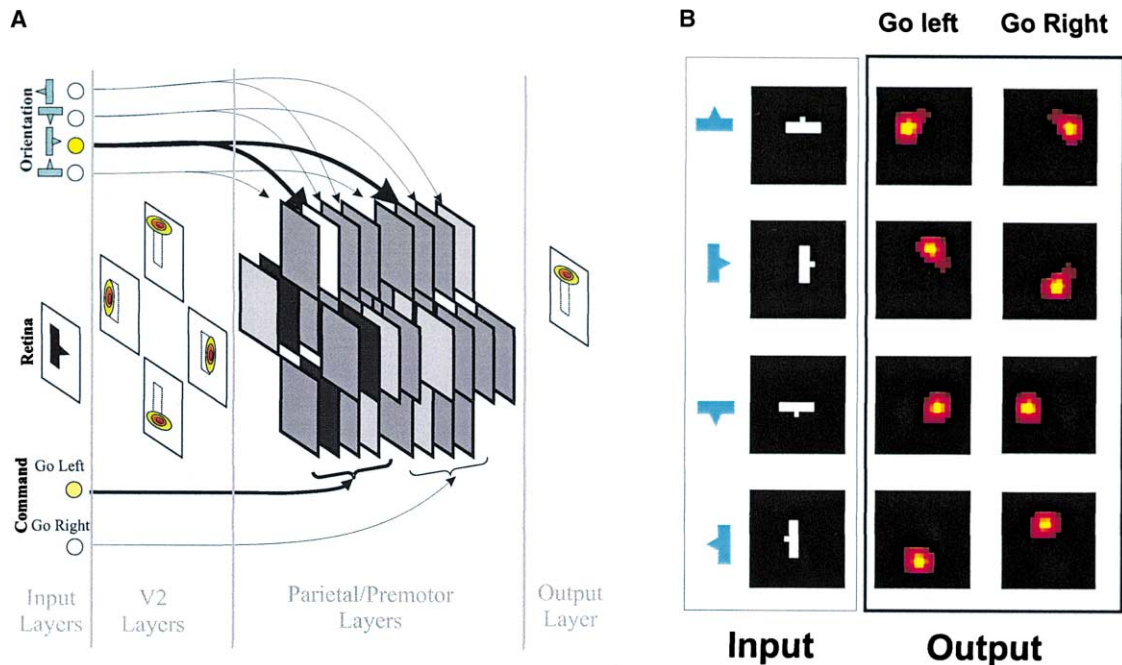 A
Orientation
Retina
Command
Go Left
Go Right
Input
Layers
V2
Layers
Parietal/Premotor
Layers
Output
Layer
B
Go left
Go Right
Input
Output